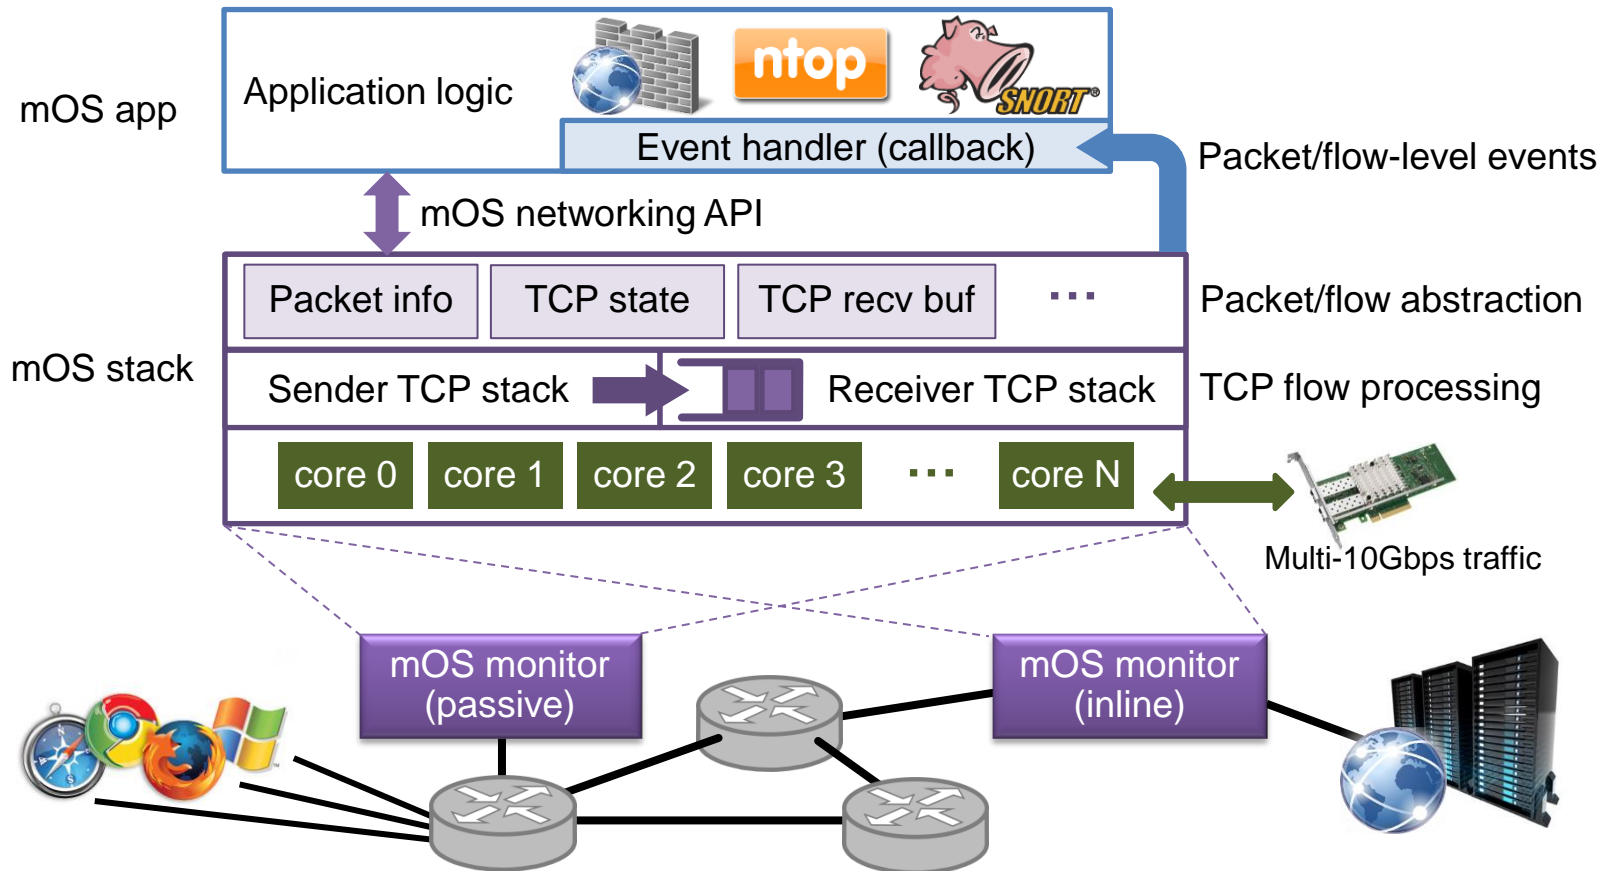 mOS app
Application logic
ntop
SNORT®
Event handler (callback)
Packet/flow-level events
mOS networking API
Packet info
TCP state
TCP recv buf
...
Packet/flow abstraction
mOS stack
Sender TCP stack
Receiver TCP stack
TCP flow processing
core 0
core 1
core 2
core 3
...
core N
Multi-10Gbps traffic
mOS monitor
(passive)
mOS monitor
(inline)